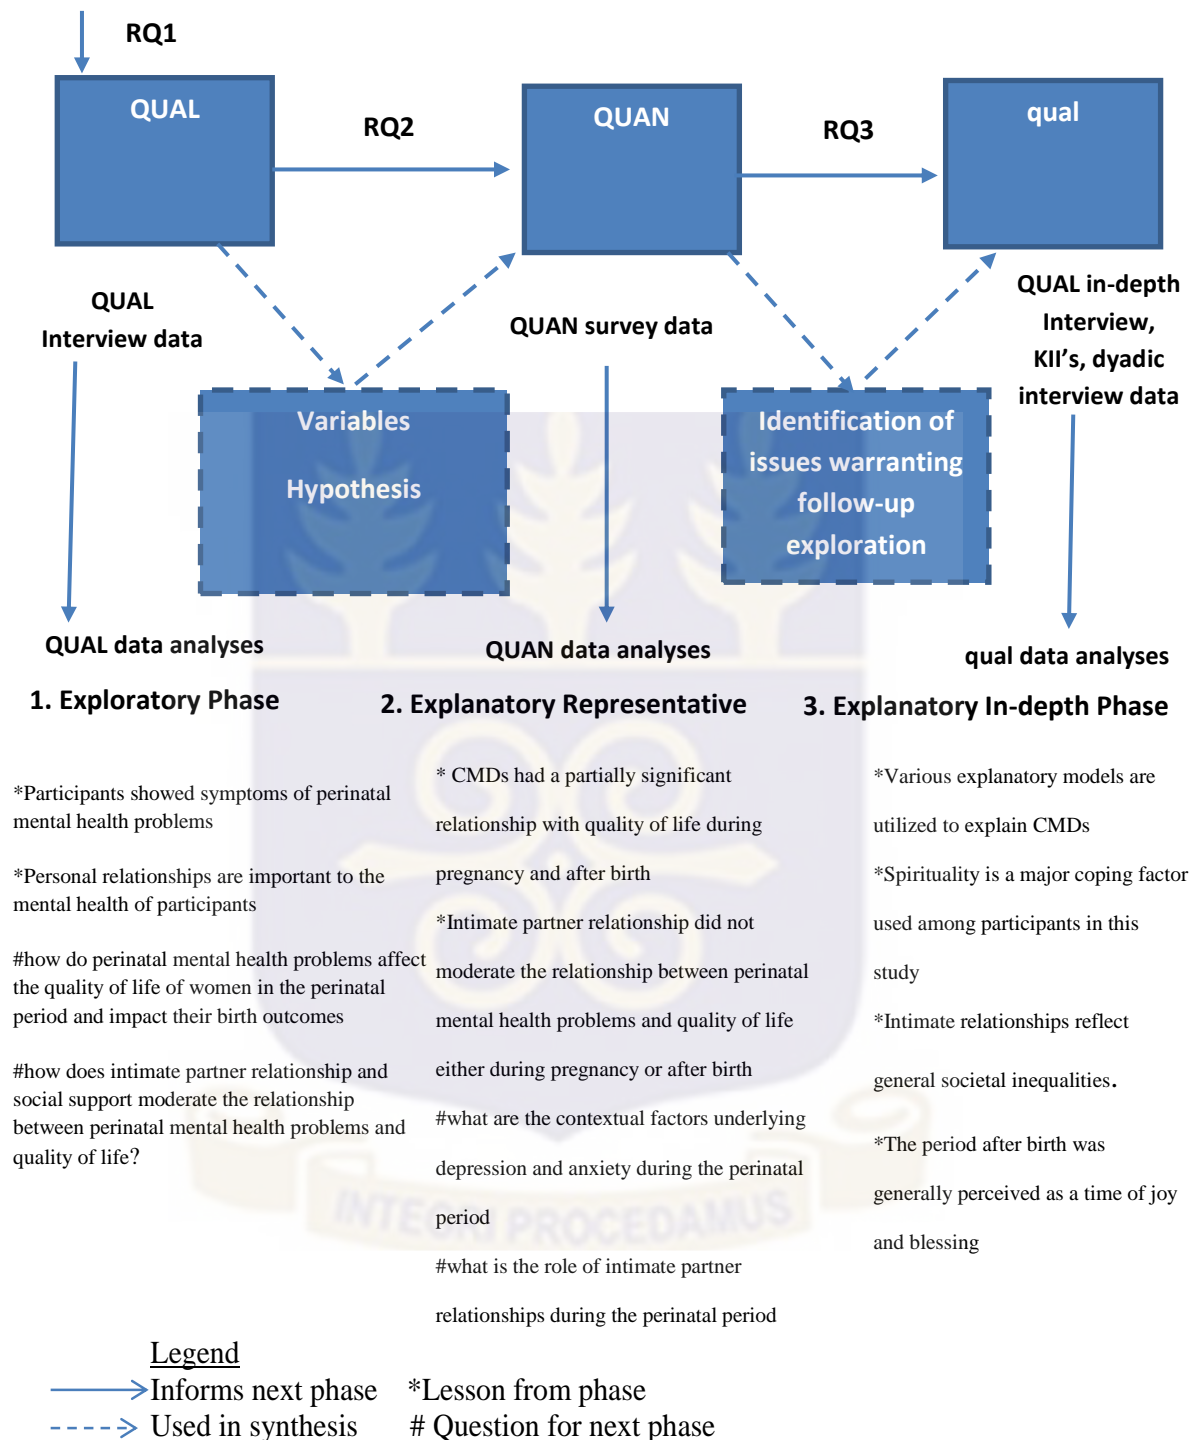 RQ1
QUAL
RQ2
QUAN
RQ3
qual
QUAL
Interview data
QUAN survey data
QUAL in-depth
Interview,
KII's, dyadic
interview data
Variables
Hypothesis
Identification of
issues warranting
follow-up
exploration
QUAL data analyses
QUAN data analyses
qual data analyses
1. Exploratory Phase
2. Explanatory Representative
3. Explanatory In-depth Phase
*Participants showed symptoms of perinatal
mental health problems
*Personal relationships are important to the
mental health of participants
#how do perinatal mental health problems affect
the quality of life of women in the perinatal
period and impact their birth outcomes
#how does intimate partner relationship and
social support moderate the relationship
between perinatal mental health problems and
quality of life?
* CMDs had a partially significant
relationship with quality of life during
pregnancy and after birth
*Intimate partner relationship did not
moderate the relationship between perinatal
mental health problems and quality of life
either during pregnancy or after birth
#what are the contextual factors underlying
depression and anxiety during the perinatal
period
#what is the role of intimate partner
relationships during the perinatal period
*Various explanatory models are
utilized to explain CMDs
*Spirituality is a major coping factor
used among participants in this
study
*Intimate relationships reflect
general societal inequalities.
*The period after birth was
generally perceived as a time of joy
and blessing
INTEGRI PROCEDAMUS
Legend
Informs next phase *Lesson from phase
Used in synthesis # Question for next phase